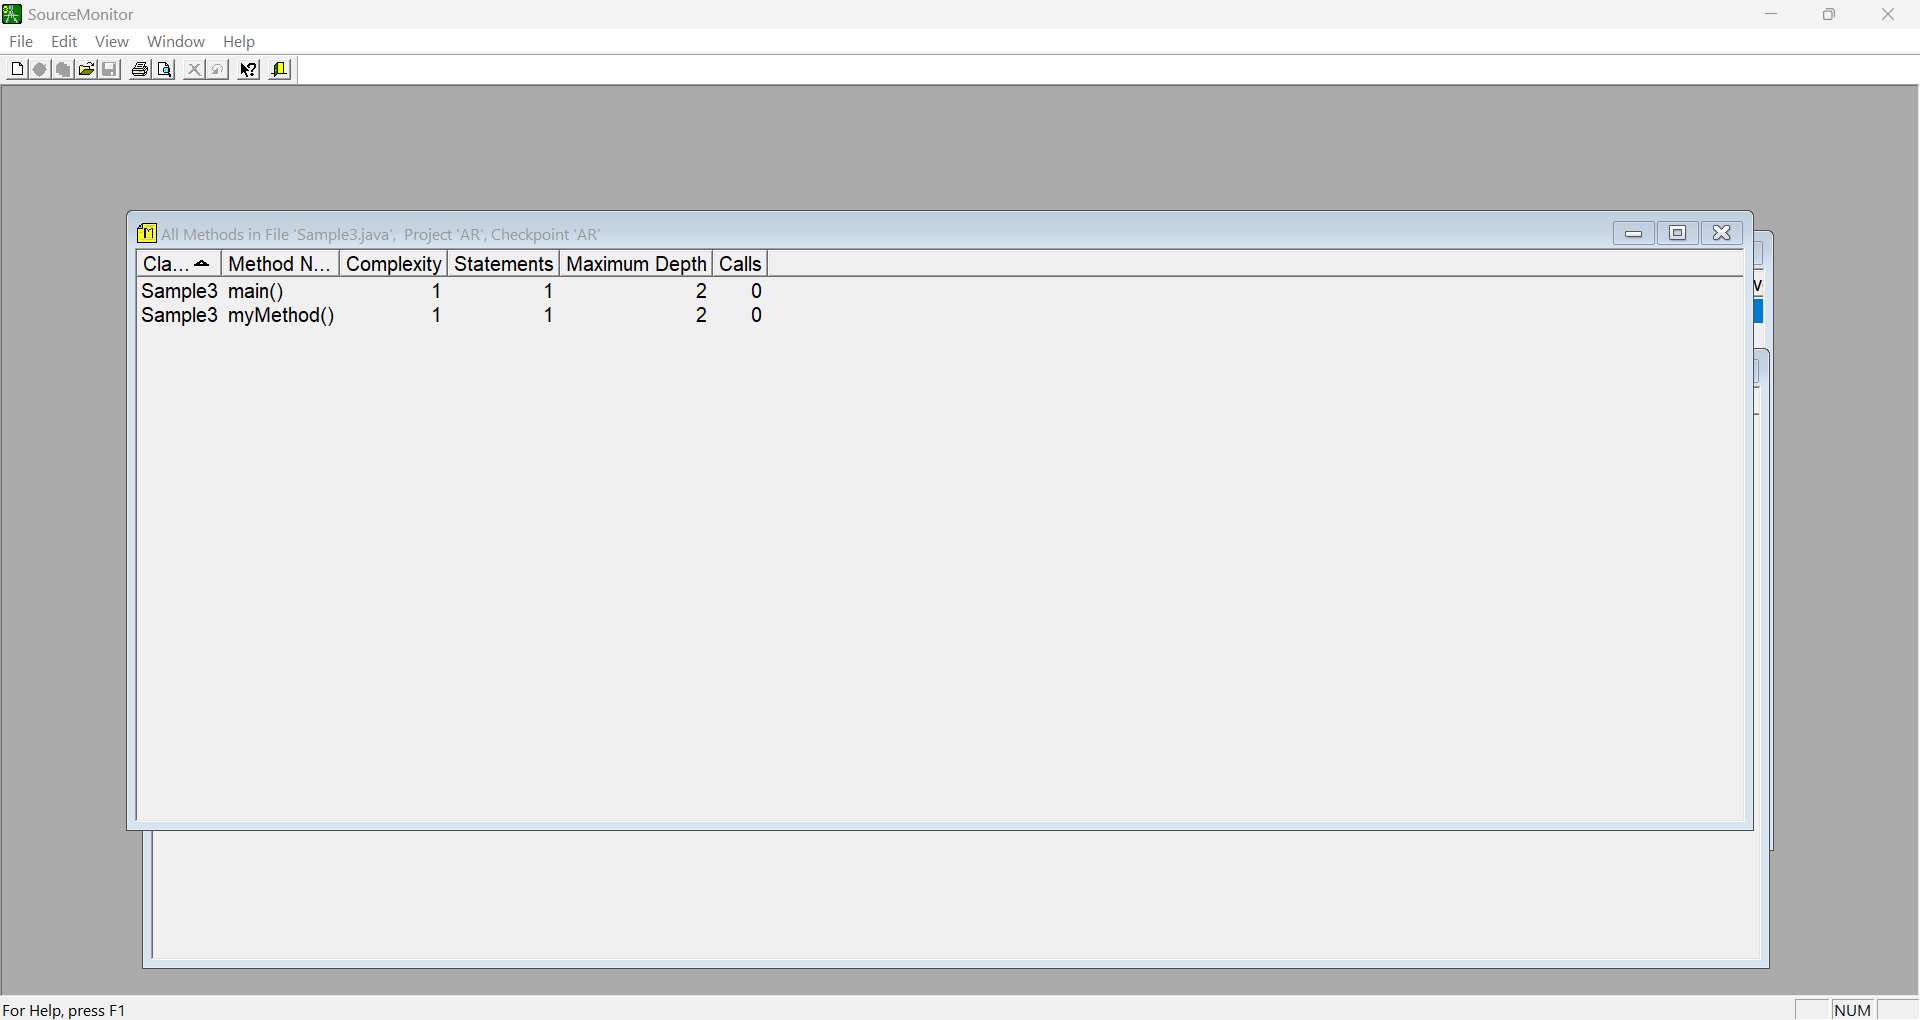 SourceMonitor
File Edit View Window Help
All Methods in File 'Sample3.java', Project 'AR', Checkpoint 'AR'
Cla... Method N... Complexity Statements Maximum Depth Calls
Sample3 main() 1 1 2 0
Sample3 myMethod() 1 1 2 0
For Help, press F1
NUM